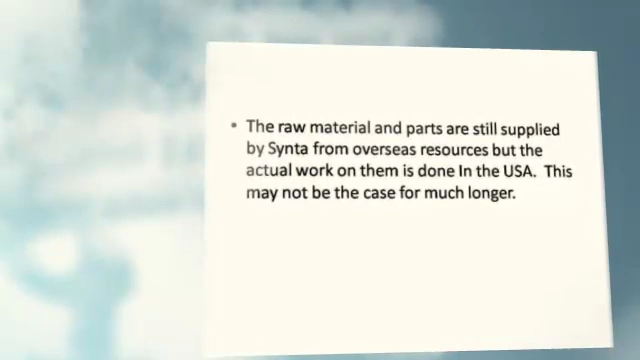 • The raw material and parts are still supplied
by Synta from overseas resources but the
actual work on them is done In the USA. This
may not be the case for much longer.